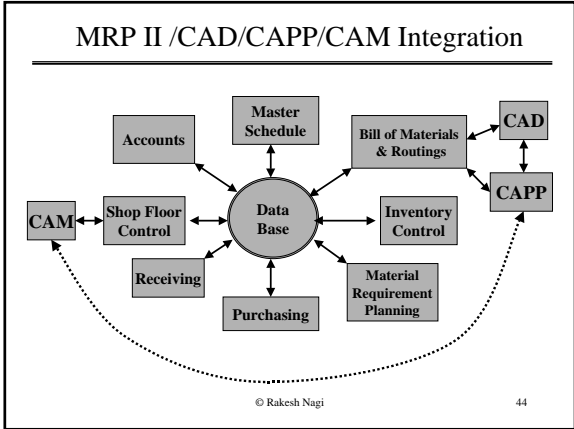 MRP II /CAD/CAPP/CAM Integration
Master
Schedule
Accounts
Bill of Materials
& Routings
CAD
CAPP
CAM
Shop Floor
Control
Data
Base
Inventory
Control
Receiving
Purchasing
Material
Requirement
Planning
© Rakesh Nagi
44